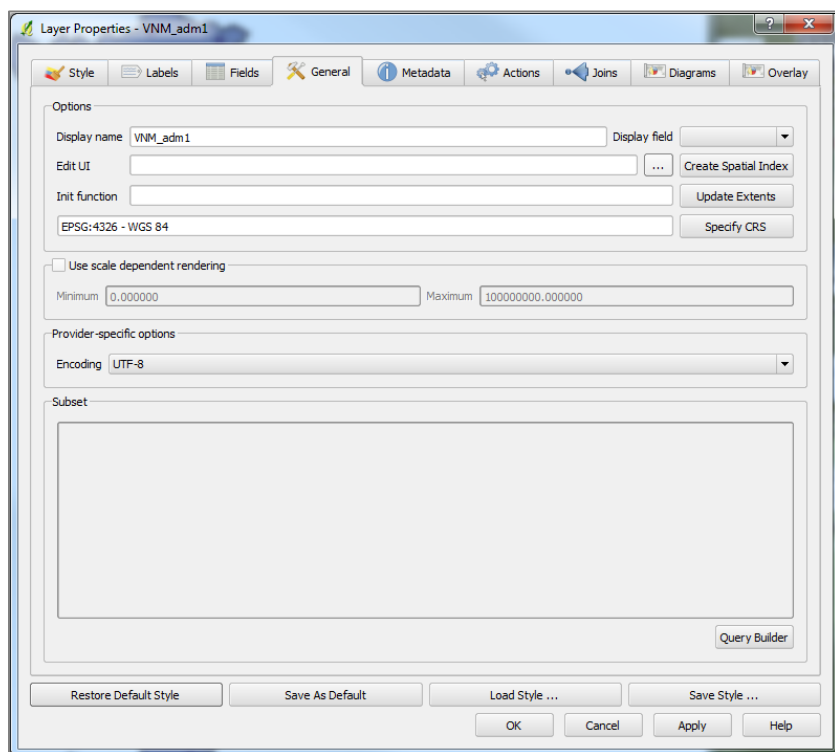 Layer Properties - VNM_adm1
Style Labels Fields General Metadata Actions Joins Diagrams Overlay
Options
Display name VNM_adm1 Display field
Edit UI ... Create Spatial Index
Init function Update Extents
EPSG:4326 - WGS 84 Specify CRS
Use scale dependent rendering
Minimum 0.000000 Maximum 100000000.000000
Provider-specific options
Encoding UTF-8
Subset
Query Builder
Restore Default Style Save As Default Load Style ... Save Style ...
OK Cancel Apply Help